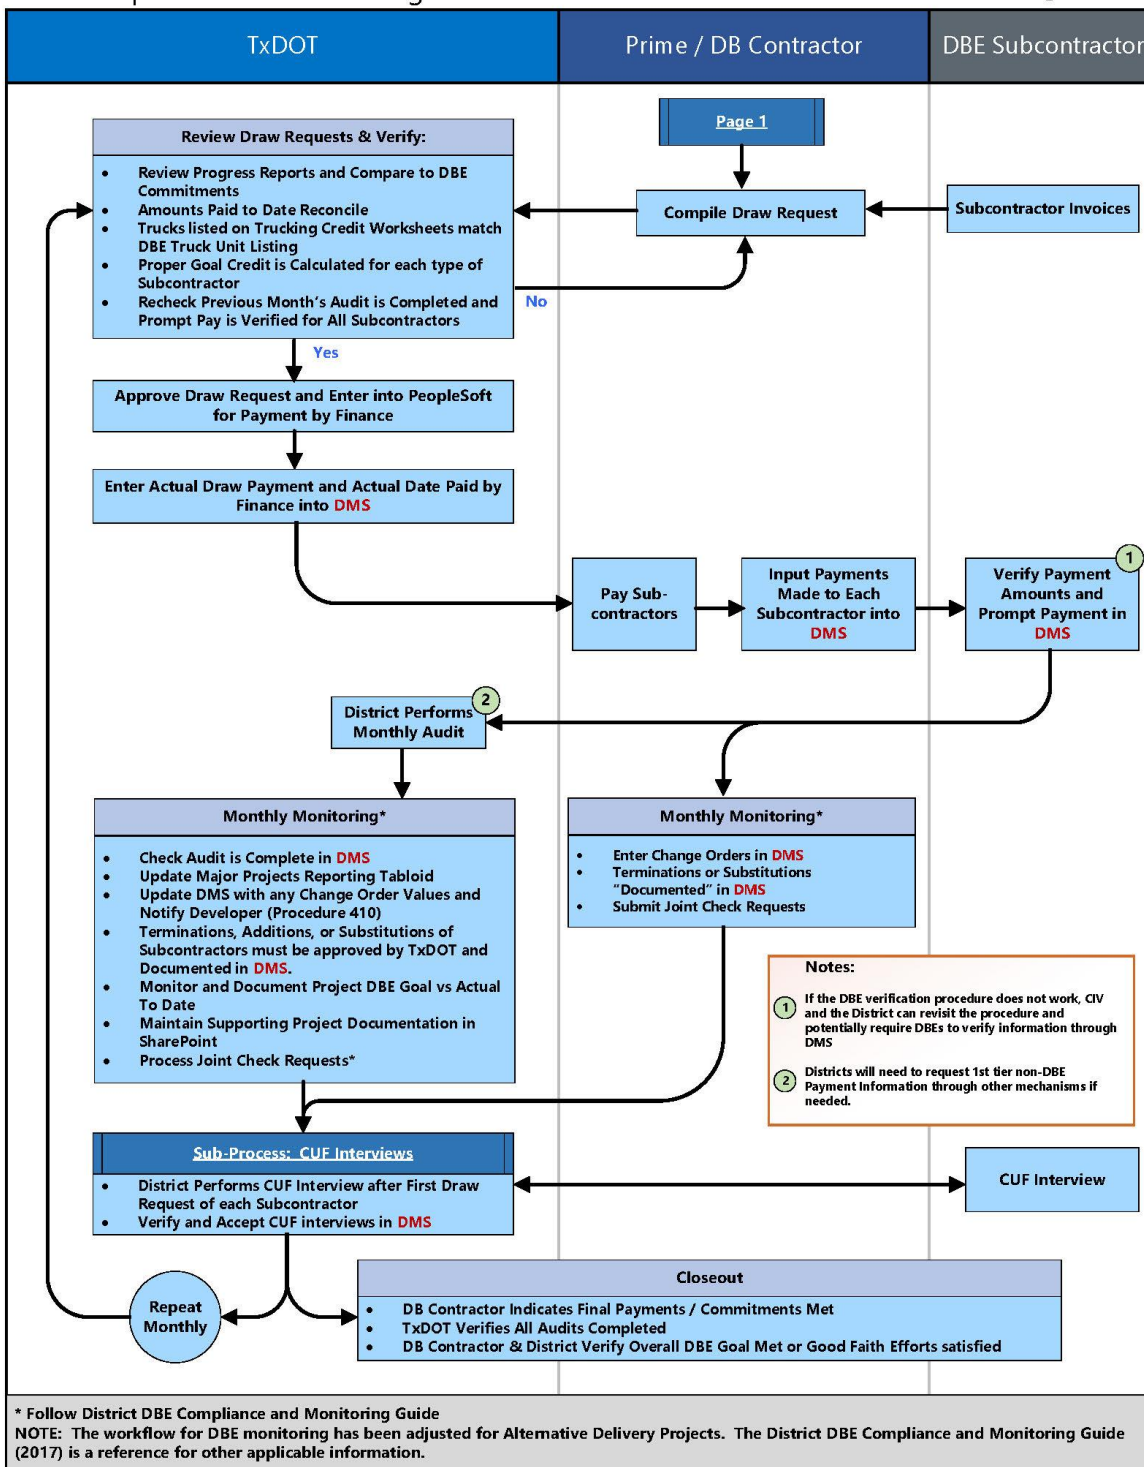 TxDOT
Prime / DB Contractor
DBE Subcontractor
Page 1
Review Draw Requests & Verify:
• Review Progress Reports and Compare to DBE
Commitments
• Amounts Paid to Date Reconcile
• Trucks listed on Trucking Credit Worksheets match
DBE Truck Unit Listing
• Proper Goal Credit is Calculated for each type of
Subcontractor
• Recheck Previous Month's Audit is Completed and
Prompt Pay is Verified for All Subcontractors
Compile Draw Request
Subcontractor Invoices
No
Yes
Approve Draw Request and Enter into PeopleSoft
for Payment by Finance
Enter Actual Draw Payment and Actual Date Paid by
Finance into DMS
Pay Sub-
contractors
Input Payments
Made to Each
Subcontractor into
DMS
1
Verify Payment
Amounts and
Prompt Payment in
DMS
2
District Performs
Monthly Audit
Monthly Monitoring*
• Check Audit is Complete in DMS
• Update Major Projects Reporting Tabloid
• Update DMS with any Change Order Values and
Notify Developer (Procedure 410)
• Terminations, Additions, or Substitutions of
Subcontractors must be approved by TxDOT and
Documented in DMS.
• Monitor and Document Project DBE Goal vs Actual
To Date
• Maintain Supporting Project Documentation in
SharePoint
• Process Joint Check Requests*
Monthly Monitoring*
• Enter Change Orders in DMS
• Terminations or Substitutions
"Documented" in DMS
• Submit Joint Check Requests
Notes:
1 If the DBE verification procedure does not work, CIV
and the District can revisit the procedure and
potentially require DBEs to verify information through
DMS
2 Districts will need to request 1st tier non-DBE
Payment Information through other mechanisms if
needed.
Sub-Process: CUF Interviews
• District Performs CUF Interview after First Draw
Request of each Subcontractor
• Verify and Accept CUF interviews in DMS
CUF Interview
Repeat
Monthly
Closeout
• DB Contractor Indicates Final Payments / Commitments Met
• TxDOT Verifies All Audits Completed
• DB Contractor & District Verify Overall DBE Goal Met or Good Faith Efforts satisfied
* Follow District DBE Compliance and Monitoring Guide
NOTE: The workflow for DBE monitoring has been adjusted for Alternative Delivery Projects. The District DBE Compliance and Monitoring Guide
(2017) is a reference for other applicable information.